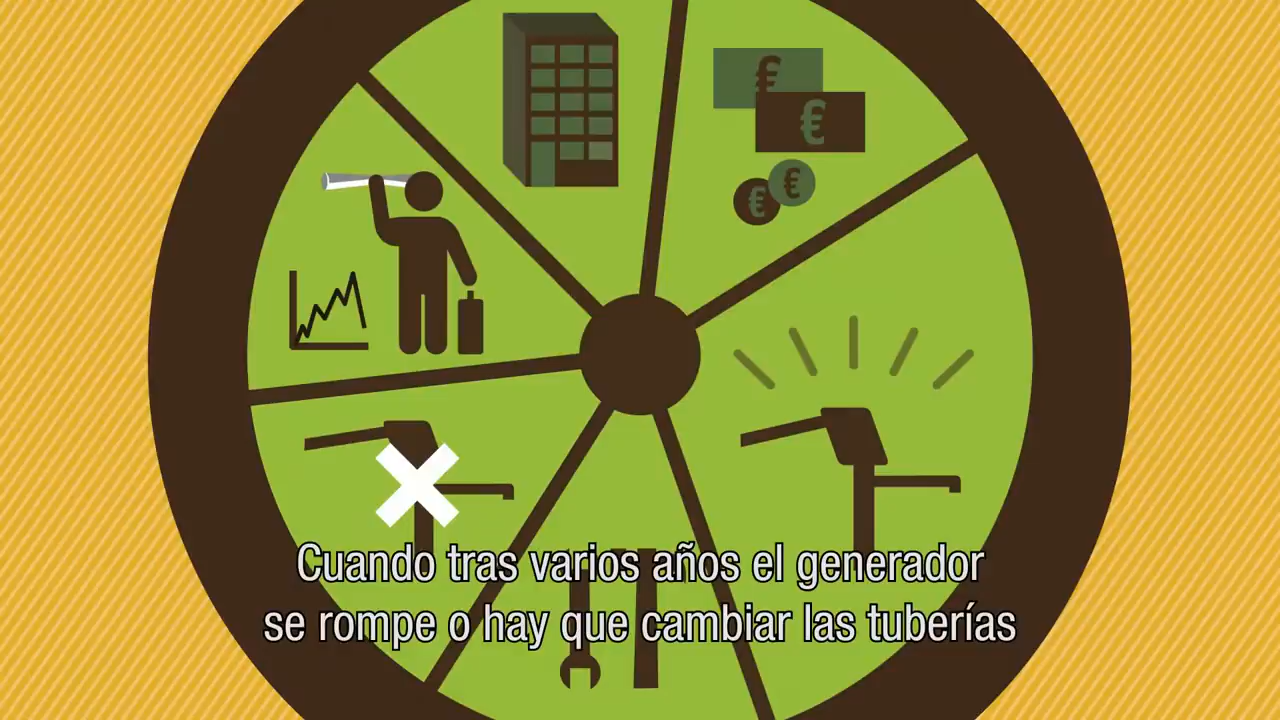 €
€
€
€
Cuando tras varios años el generador
se rompe o hay que cambiar las tuberías